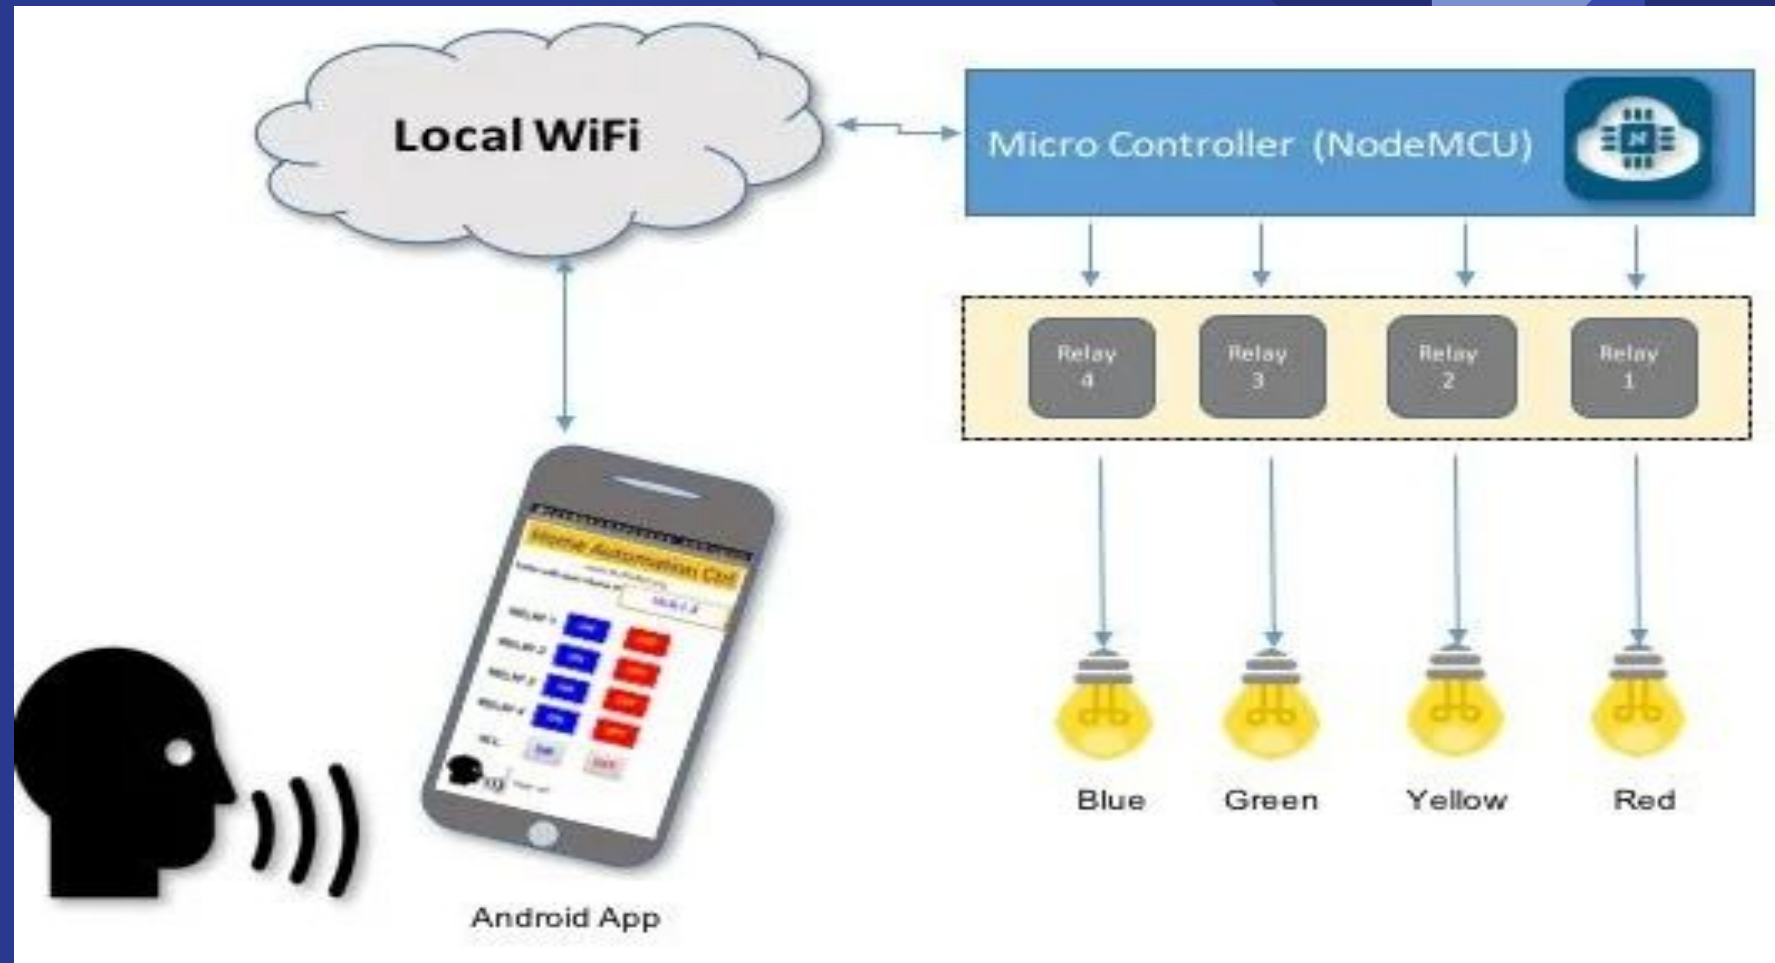 Local WiFi
Micro Controller (NodeMCU)
Relay
4
Relay
3
Relay
2
Relay
1
Home Automation Ctrl
RELAY 1
RELAY 2
RELAY 3
RELAY 4
Blue
Green
Yellow
Red
Android App